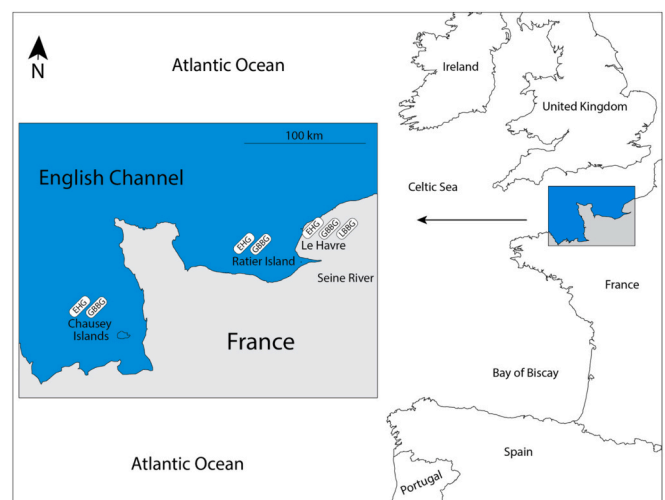 N
Atlantic Ocean
Ireland
United Kingdom
100 km
English Channel
Celtic Sea
EHG
GBBG
LBBG
Le Havre
EHG
GBBG
Ratier Island
Seine River
EHG
GBBG
Chausey
Islands
France
France
Bay of Biscay
Spain
Atlantic Ocean
Portugal